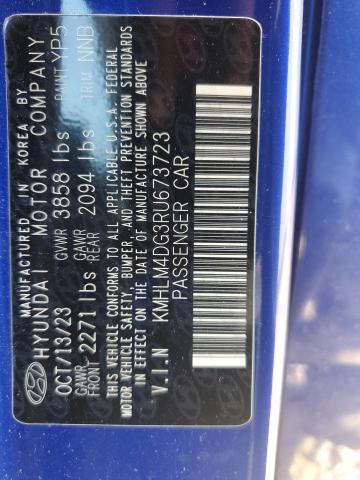 MANUFACTURED IN KOREA BY
HYUNDAI MOTOR COMPANY
OCT/13/23 GVWR 3858 lbs PAINT YP5
GAWR FRONT 2271 lbs GAWR REAR 2094 lbs TRIM NNB
THIS VEHICLE CONFORMS TO ALL APPLICABLE U.S.A. FEDERAL
MOTOR VEHICLE SAFETY, BUMPER, AND THEFT PREVENTION STANDARDS
IN EFFECT ON THE DATE OF MANUFACTURE SHOWN ABOVE
V.I.N KMHLM4DG3RU673723
PASSENGER CAR